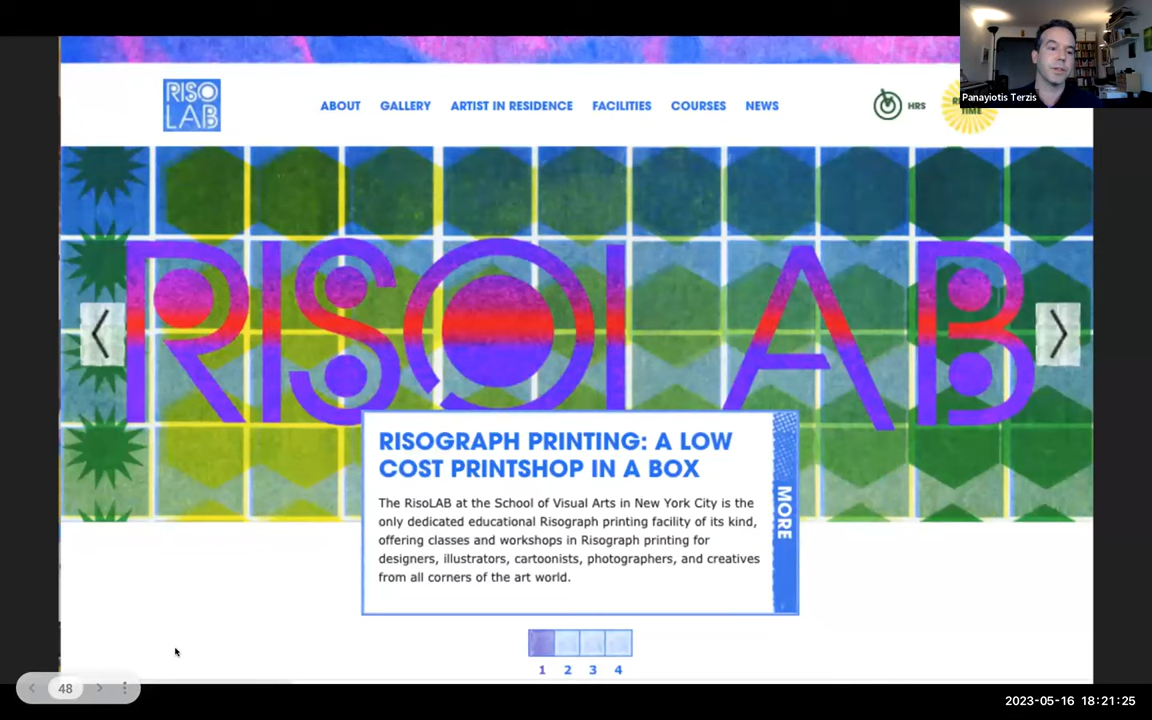 Panayiotis Terzis
RISO
LAB
ABOUT
GALLERY
ARTIST IN RESIDENCE
FACILITIES
COURSES
NEWS
HRS
TIME
RISOLAB
RISOGRAPH PRINTING: A LOW
COST PRINTSHOP IN A BOX
The RisoLAB at the School of Visual Arts in New York City is the
only dedicated educational Risograph printing facility of its kind,
offering classes and workshops in Risograph printing for
designers, illustrators, cartoonists, photographers, and creatives
from all corners of the art world.
MORE
1 2 3 4
48
2023-05-16 18:21:25